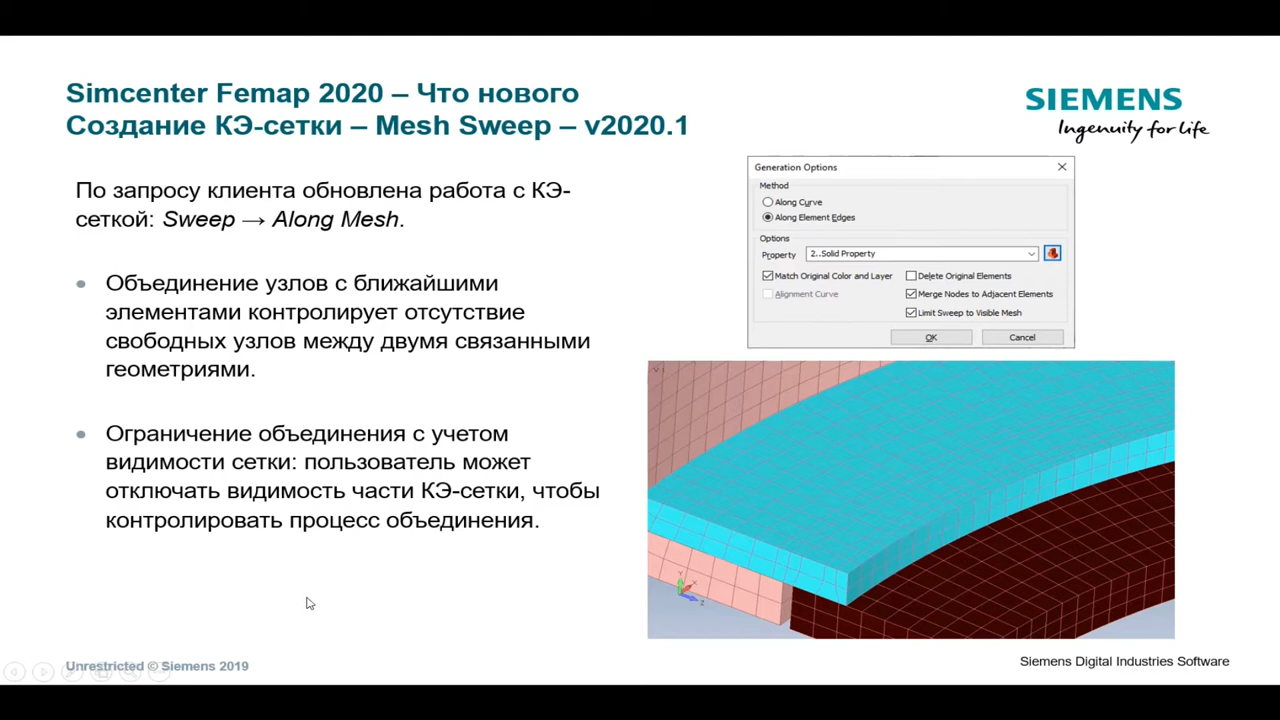 Simcenter Femap 2020 – Что нового
Создание КЭ-сетки – Mesh Sweep – v2020.1
SIEMENS
Ingenuity for life
По запросу клиента обновлена работа с КЭ-
сеткой: Sweep → Along Mesh.
• Объединение узлов с ближайшими
элементами контролирует отсутствие
свободных узлов между двумя связанными
геометриями.
• Ограничение объединения с учетом
видимости сетки: пользователь может
отключать видимость части КЭ-сетки, чтобы
контролировать процесс объединения.
Generation Options
Method
Along Curve
Along Element Edges
Options
Property 2..Solid Property
Match Original Color and Layer
Delete Original Elements
Alignment Curve
Merge Nodes to Adjacent Elements
Limit Sweep to Visible Mesh
OK Cancel
Y
X
Z
Unrestricted © Siemens 2019
Siemens Digital Industries Software